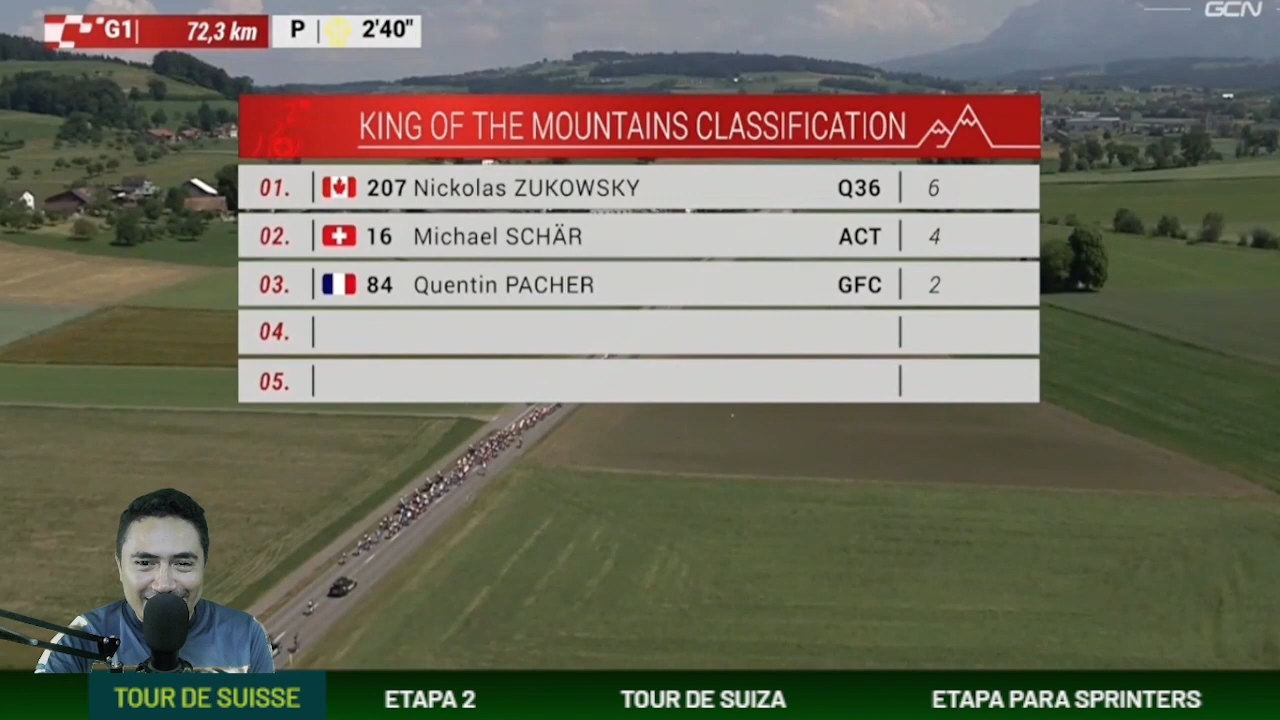 G1| 72,3 km P | 2'40"
GCN
KING OF THE MOUNTAINS CLASSIFICATION
01. 207 Nickolas ZUKOWSKY Q36 6
02. 16 Michael SCHÄR ACT 4
03. 84 Quentin PACHER GFC 2
04.
05.
TOUR DE SUISSE ETAPA 2 TOUR DE SUIZA ETAPA PARA SPRINTERS